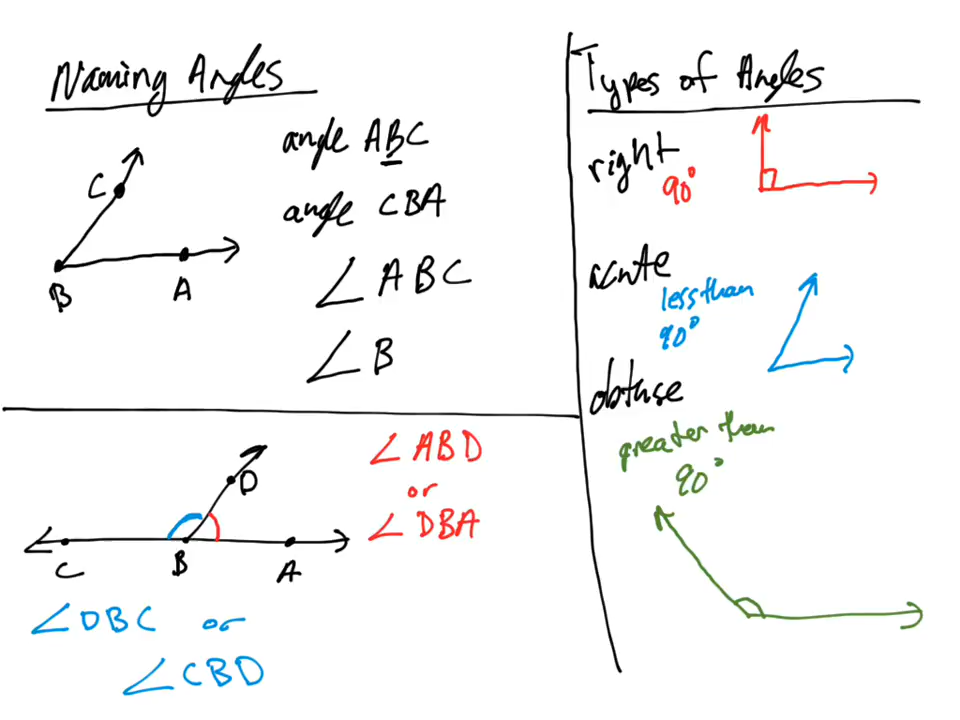 Naming Angles
angle ABC
angle CBA
∠ABC
∠B
C
B
A
∠ABD
or
∠DBA
D
C
B
A
∠DBC or
∠CBD
Types of Angles
right
90°
acute
less than
90°
obtuse
greater than
90°